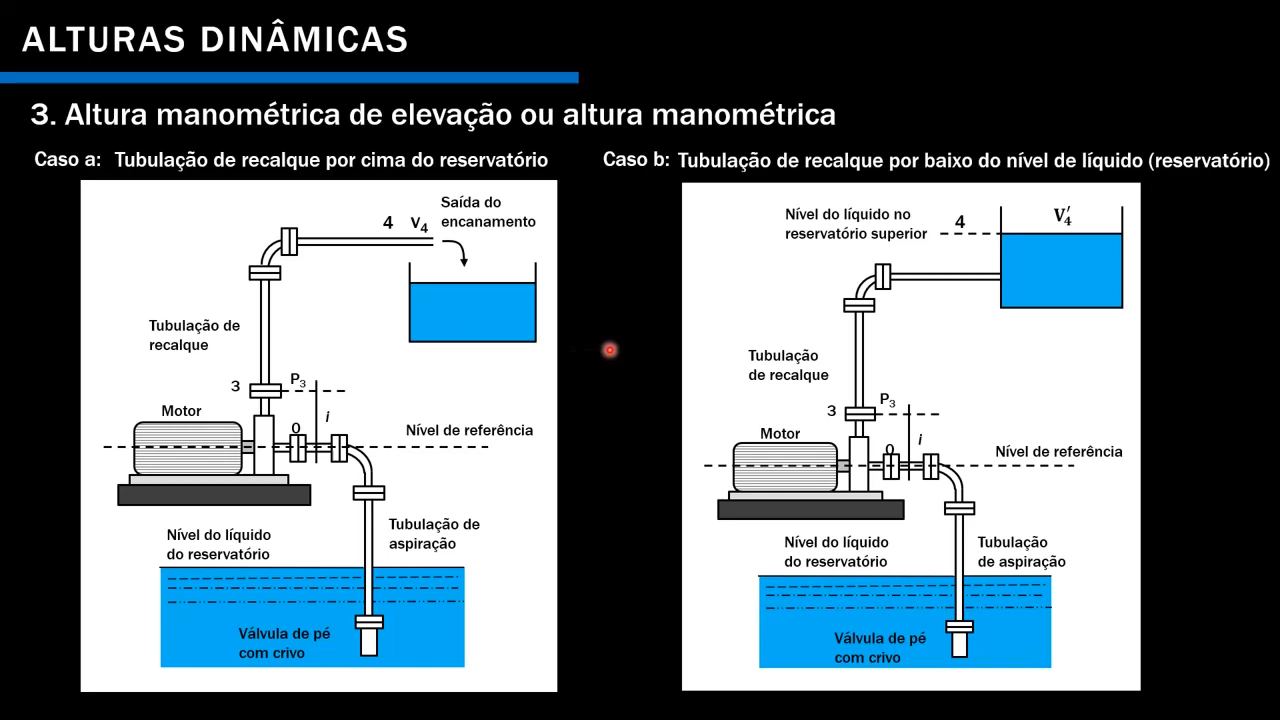 ALTURAS DINÂMICAS
3. Altura manométrica de elevação ou altura manométrica
Caso a: Tubulação de recalque por cima do reservatório
Saída do
encanamento
4 V₄
Tubulação de
recalque
3
P₃
i
Motor
0
Nível de referência
Tubulação de
aspiração
Nível do líquido
do reservatório
Válvula de pé
com crivo
Caso b: Tubulação de recalque por baixo do nível de líquido (reservatório)
Nível do líquido no
reservatório superior
4
V₄′
Tubulação
de recalque
3
P₃
i
Motor
0
Nível de referência
Nível do líquido
do reservatório
Tubulação
de aspiração
Válvula de pé
com crivo